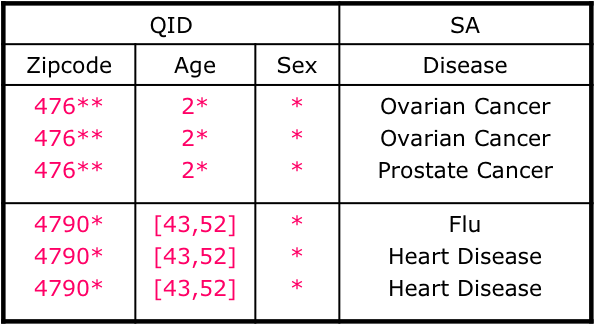 QID SA
Zipcode Age Sex Disease
476** 2* * Ovarian Cancer
476** 2* * Ovarian Cancer
476** 2* * Prostate Cancer
4790* [43,52] * Flu
4790* [43,52] * Heart Disease
4790* [43,52] * Heart Disease